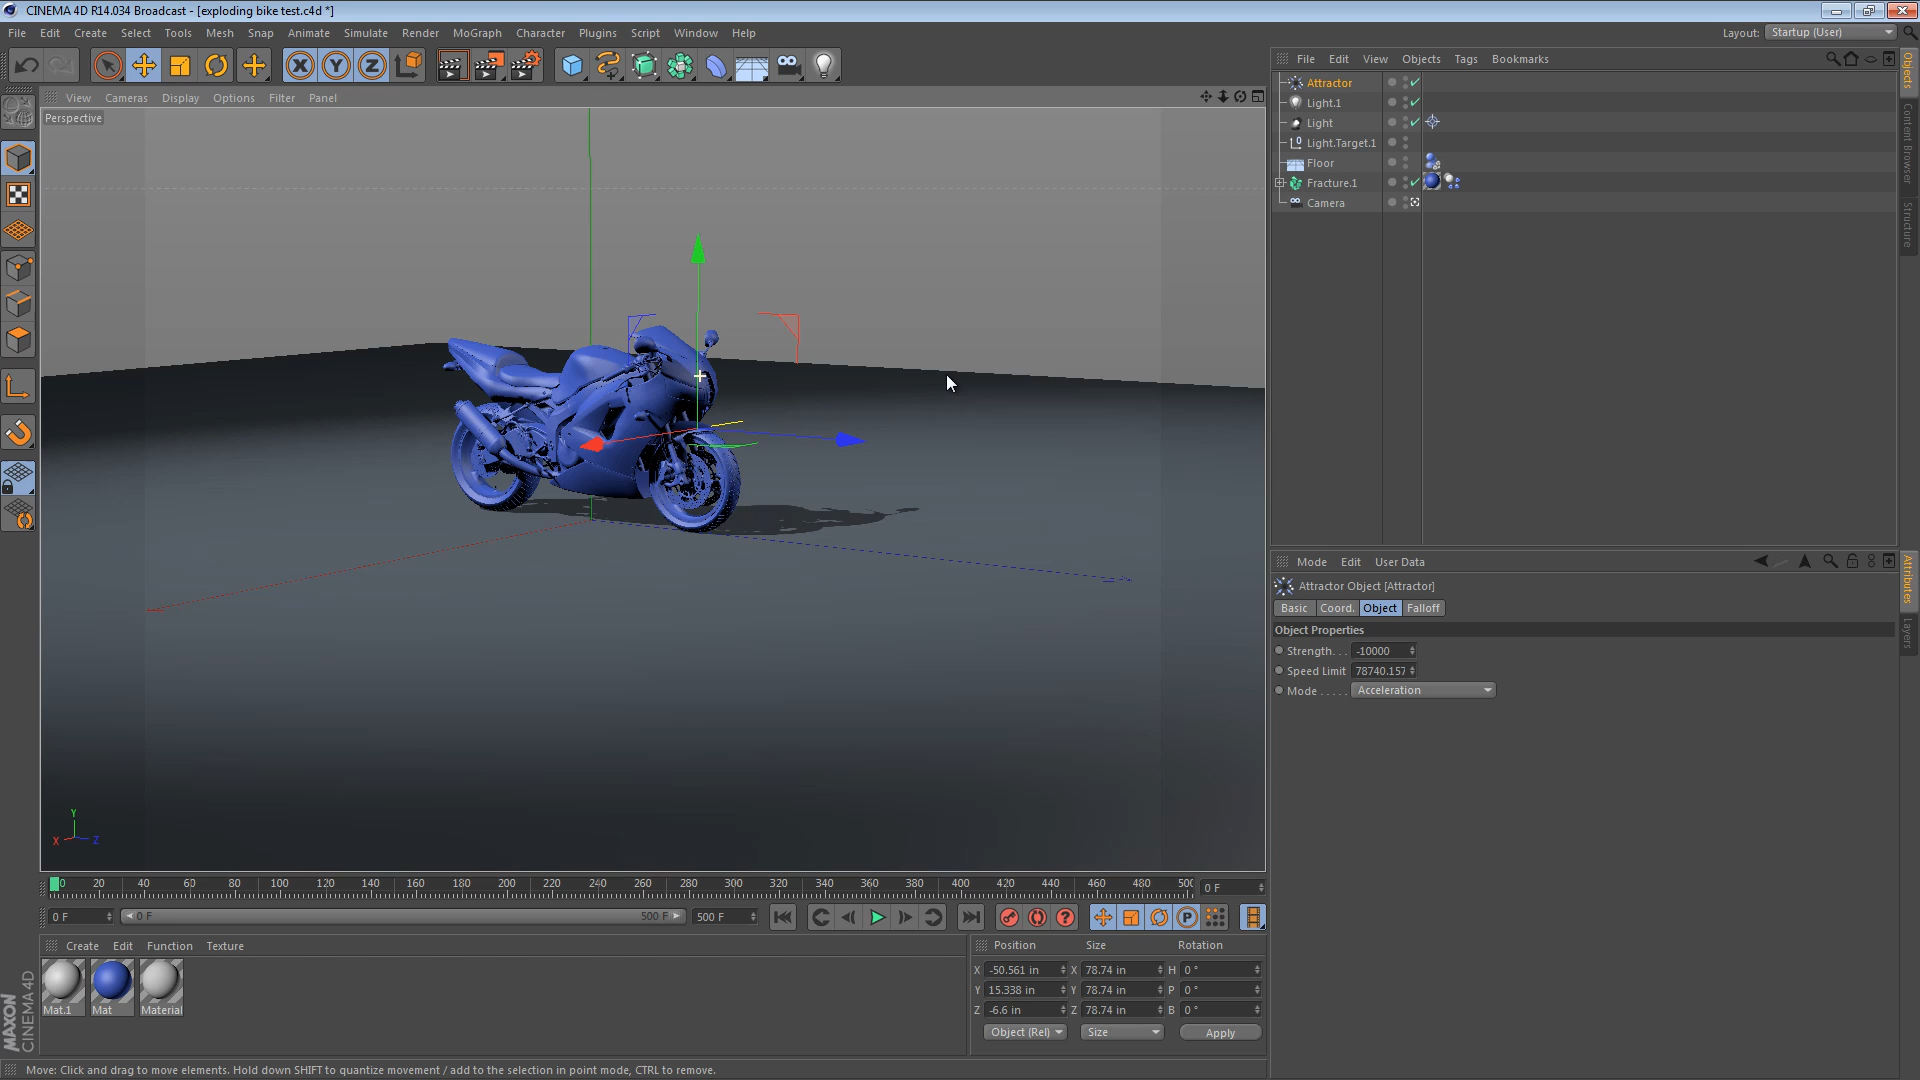 CINEMA 4D R14.034 Broadcast - [exploding bike test.c4d *]
File Edit Create Select Tools Mesh Snap Animate Simulate Render MoGraph Character Plugins Script Window Help
Layout: Startup (User)
View Cameras Display Options Filter Panel
Perspective
File Edit View Objects Tags Bookmarks
Attractor
Light.1
Light
Light.Target.1
Floor
Fracture.1
Camera
Objects
Content Browser
Structure
Mode Edit User Data
Attractor Object [Attractor]
Basic Coord. Object Falloff
Object Properties
Strength. . . -10000
Speed Limit 78740.157
Mode . . . . . Acceleration
Attributes
Layers
Y
X Z
0 20 40 60 80 100 120 140 160 180 200 220 240 260 280 300 320 340 360 380 400 420 440 460 480 500
0 F
0 F 0 F 500 F 500 F
Create Edit Function Texture
Mat.1 Mat Material
Position Size Rotation
X -50.561 in X 78.74 in H 0 °
Y 15.338 in Y 78.74 in P 0 °
Z -6.6 in Z 78.74 in B 0 °
Object (Rel) Size Apply
MAXON
CINEMA 4D
Move: Click and drag to move elements. Hold down SHIFT to quantize movement / add to the selection in point mode, CTRL to remove.